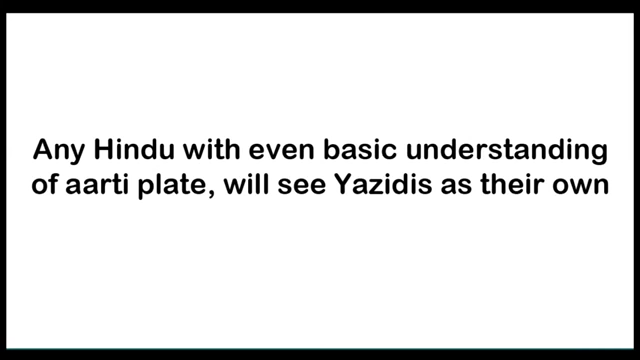 Any Hindu with even basic understanding
of aarti plate, will see Yazidis as their own